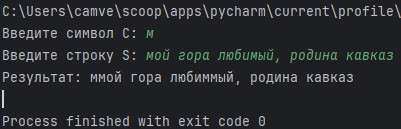 C:\Users\camve\scoop\apps\pycharm\current\profile\
Введите символ C: м
Введите строку S: мой гора любимый, родина кавказ
Результат: ммой гора любиммый, родина кавказ
Process finished with exit code 0